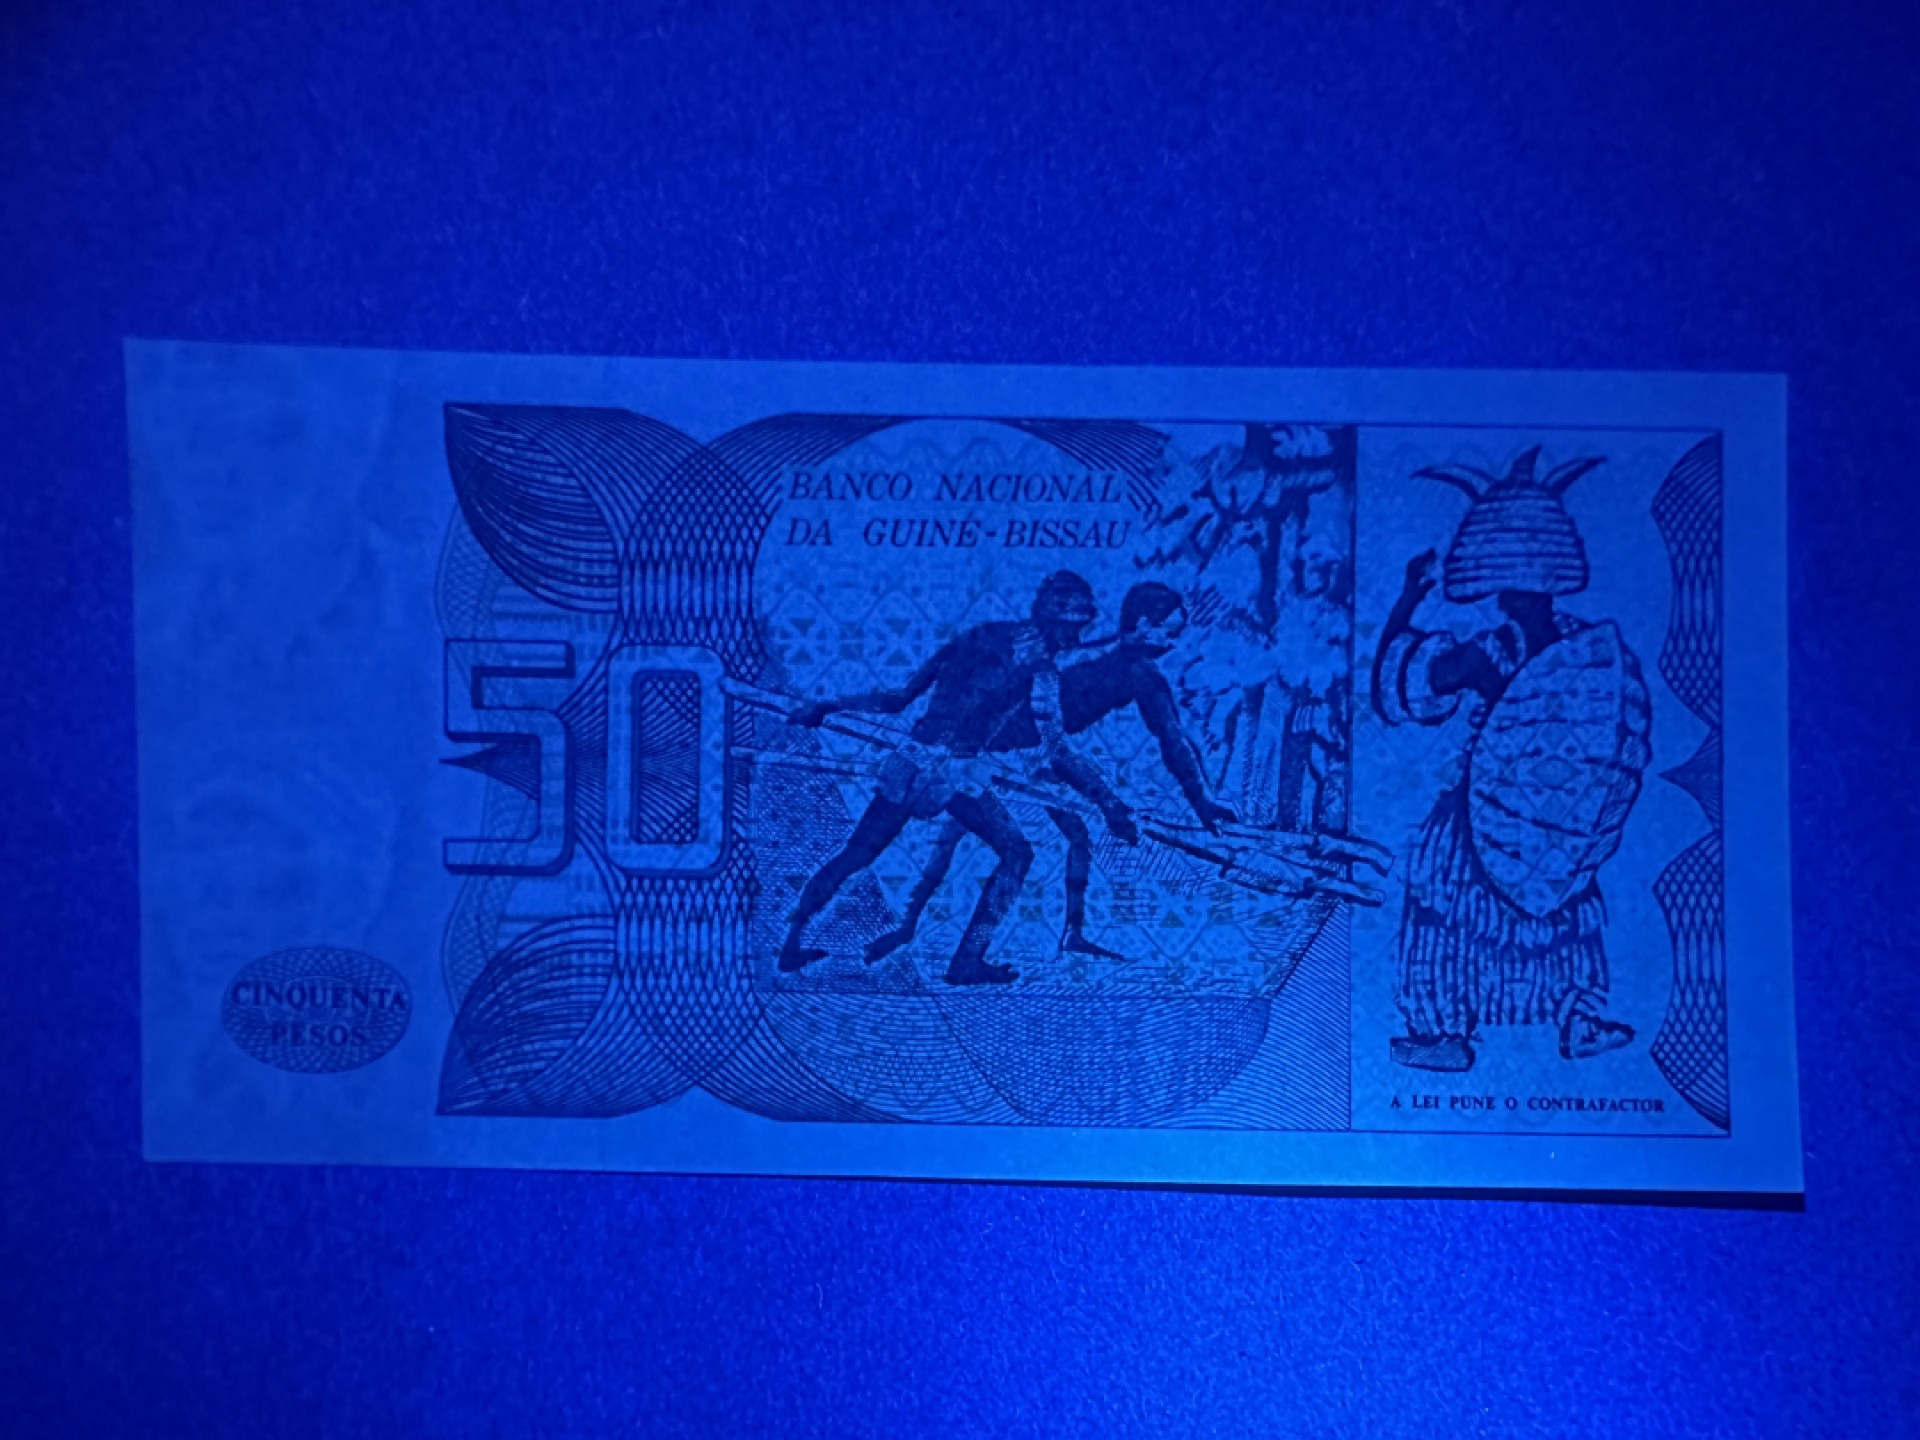 BANCO NACIONAL
DA GUINÉ-BISSAU
50
CINQUENTA
PESOS
A LEI PUNE O CONTRAFACTOR